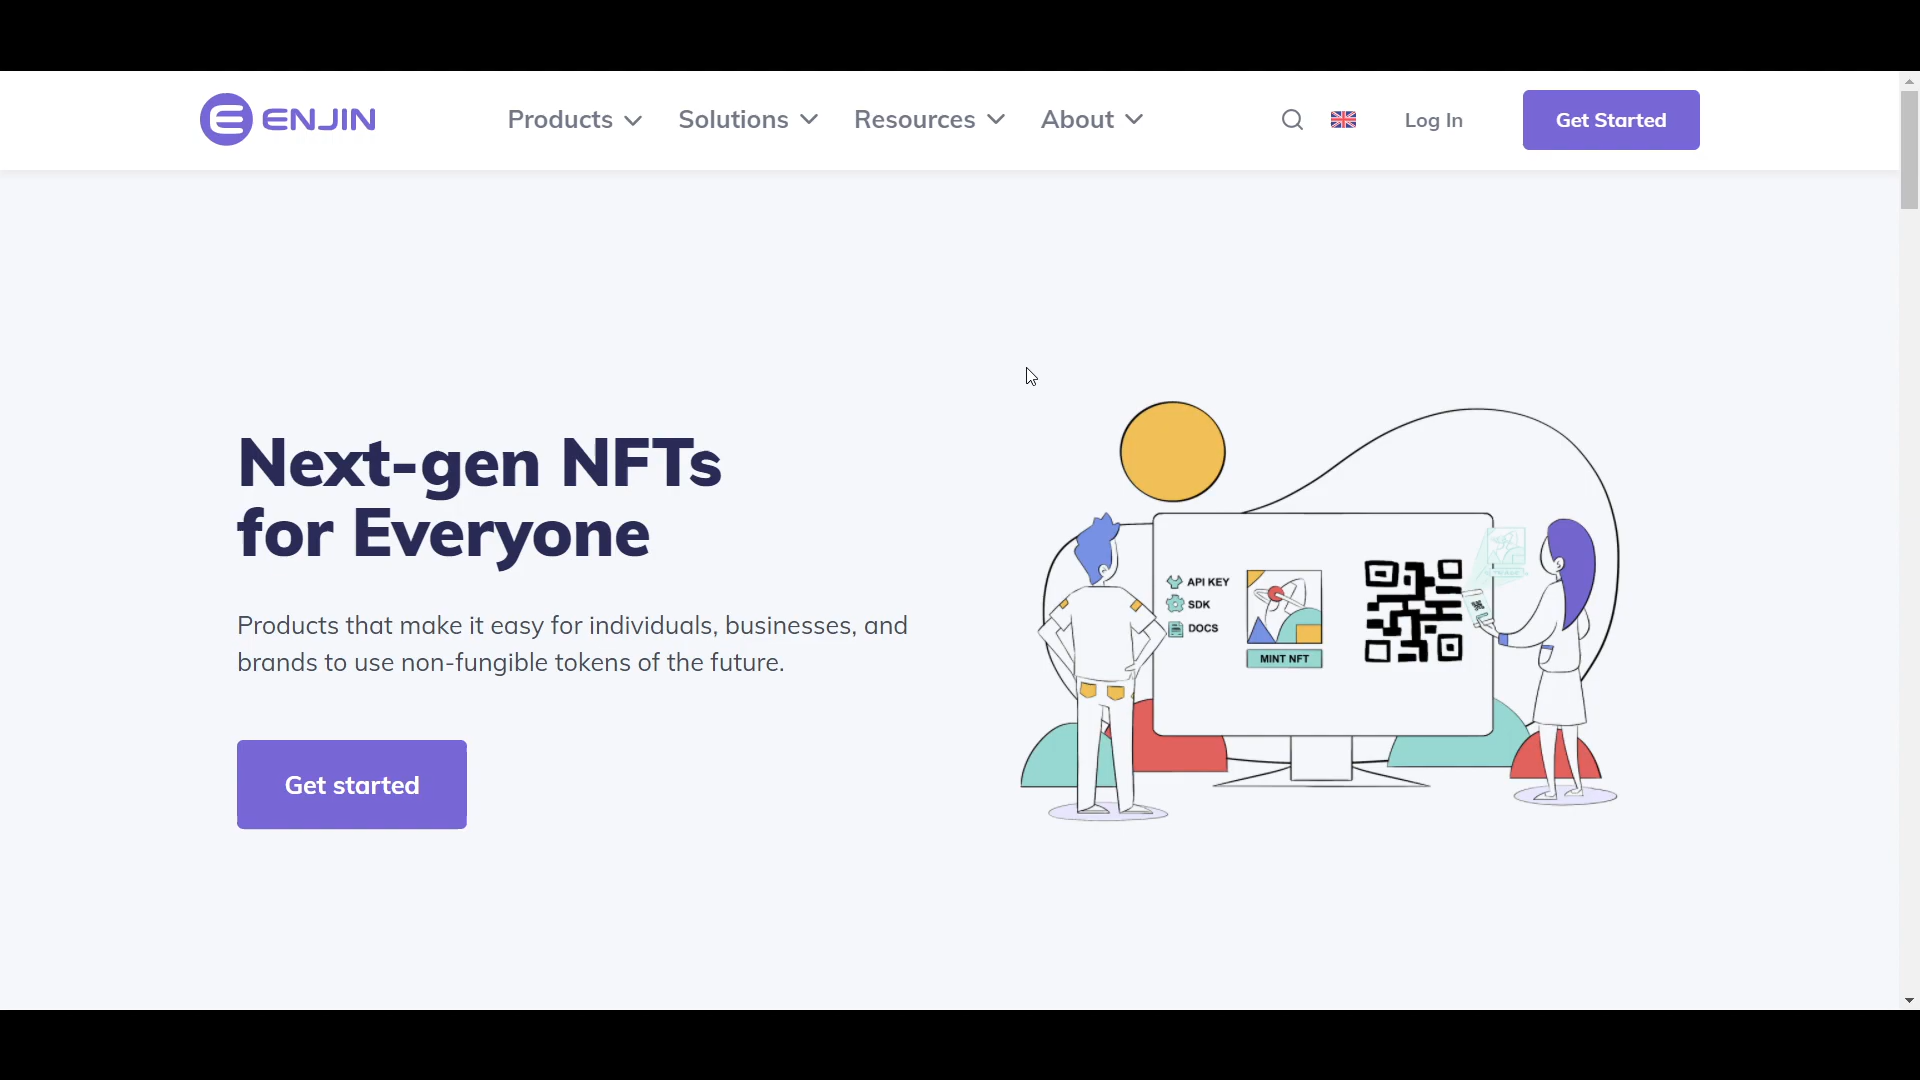 ENJIN
Products
Solutions
Resources
About
Log In
Get Started
Next-gen NFTs
for Everyone
Products that make it easy for individuals, businesses, and
brands to use non-fungible tokens of the future.
Get started
API KEY
SDK
DOCS
MINT NFT